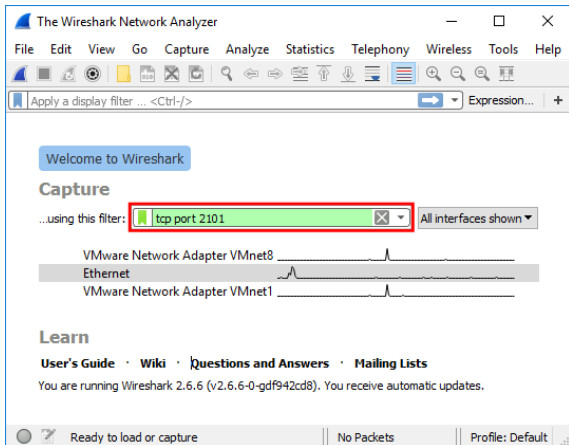 The Wireshark Network Analyzer
File Edit View Go Capture Analyze Statistics Telephony Wireless Tools Help
Apply a display filter ... <Ctrl-/>
Expression... +
Welcome to Wireshark
Capture
...using this filter: tcp port 2101 All interfaces shown
VMware Network Adapter VMnet8
Ethernet
VMware Network Adapter VMnet1
Learn
User's Guide · Wiki · Questions and Answers · Mailing Lists
You are running Wireshark 2.6.6 (v2.6.6-0-gdf942cd8). You receive automatic updates.
Ready to load or capture No Packets Profile: Default